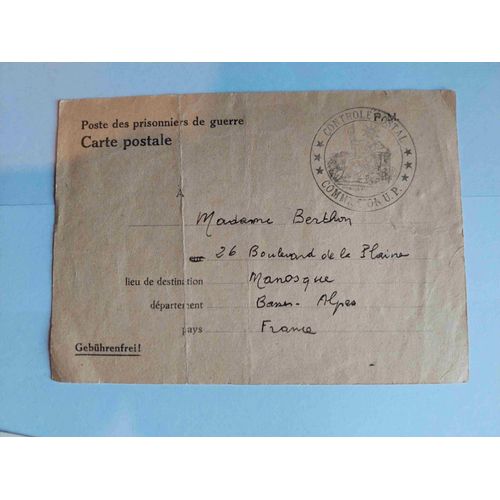 Poste des prisonniers de guerre
Carte postale
CONTROLE POSTAL
COMMISSION U.P.
À
Madame Berthon
26 Boulevard de la Plaine
lieu de destination Manosque
département Basses-Alpes
pays France
Gebührenfrei!